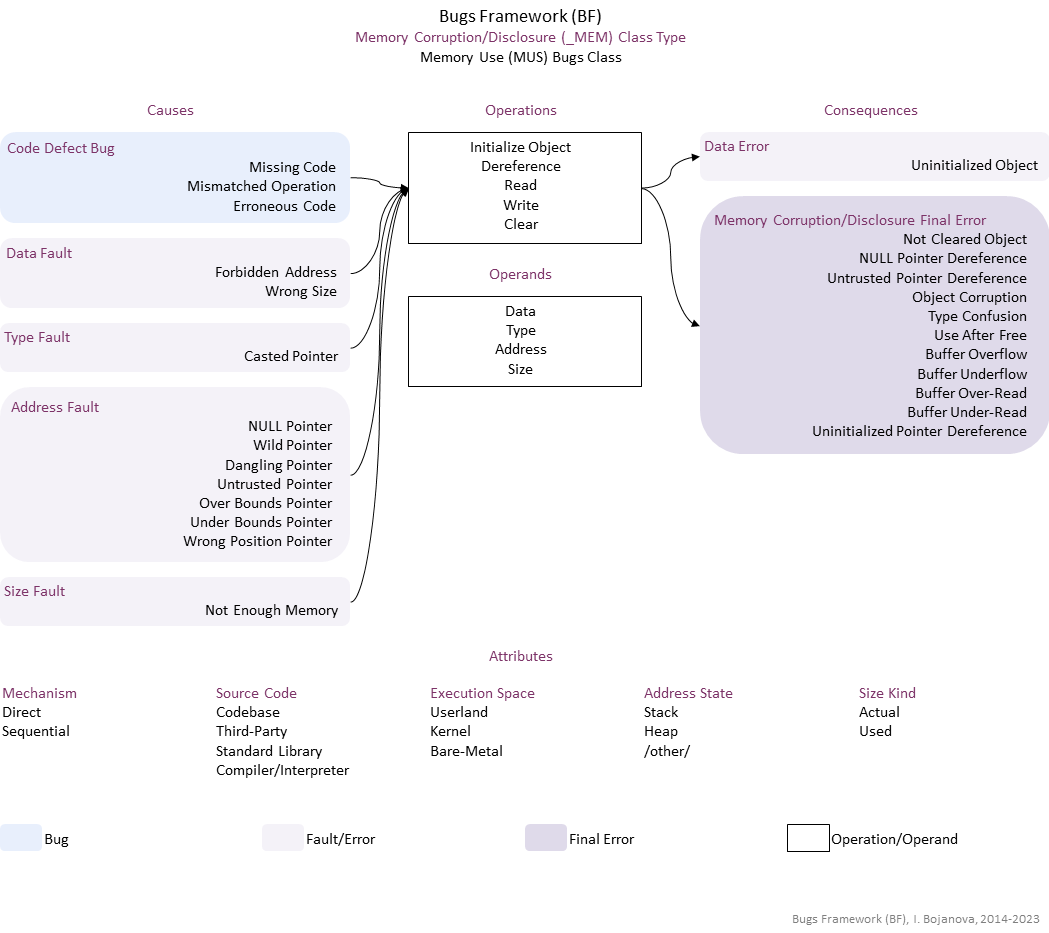 Bugs Framework (BF)
Memory Corruption/Disclosure (_MEM) Class Type
Memory Use (MUS) Bugs Class
Causes
Code Defect Bug
Missing Code
Mismatched Operation
Erroneous Code
Data Fault
Forbidden Address
Wrong Size
Type Fault
Casted Pointer
Address Fault
NULL Pointer
Wild Pointer
Dangling Pointer
Untrusted Pointer
Over Bounds Pointer
Under Bounds Pointer
Wrong Position Pointer
Size Fault
Not Enough Memory
Operations
Initialize Object
Dereference
Read
Write
Clear
Operands
Data
Type
Address
Size
Consequences
Data Error
Uninitialized Object
Memory Corruption/Disclosure Final Error
Not Cleared Object
NULL Pointer Dereference
Untrusted Pointer Dereference
Object Corruption
Type Confusion
Use After Free
Buffer Overflow
Buffer Underflow
Buffer Over-Read
Buffer Under-Read
Uninitialized Pointer Dereference
Attributes
Mechanism
Direct
Sequential
Source Code
Codebase
Third-Party
Standard Library
Compiler/Interpreter
Execution Space
Userland
Kernel
Bare-Metal
Address State
Stack
Heap
/other/
Size Kind
Actual
Used
Bug
Fault/Error
Final Error
Operation/Operand
Bugs Framework (BF), I. Bojanova, 2014-2023